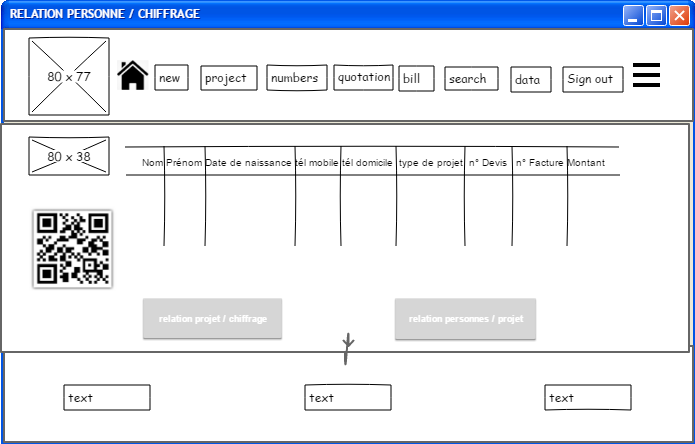 RELATION PERSONNE / CHIFFRAGE
80 x 77
new project numbers quotation bill search data Sign out
80 x 38
Nom Prénom Date de naissance tél mobile tél domicile type de projet n° Devis n° Facture Montant
relation projet / chiffrage relation personnes / projet
text text text